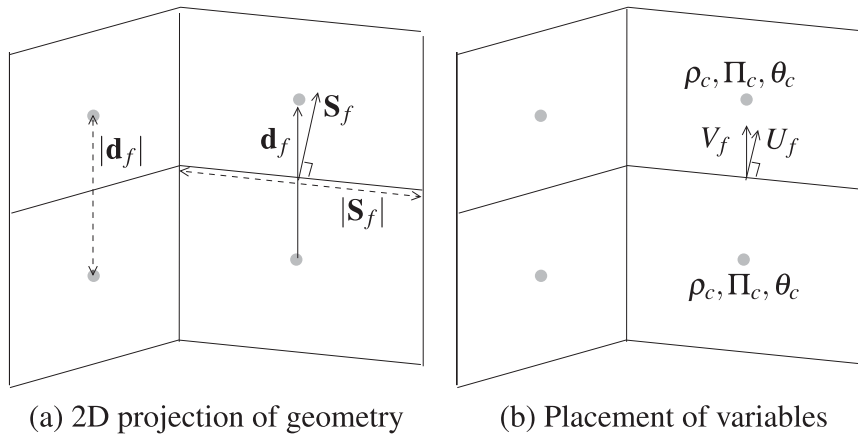 |𝐝_f|
𝐝_f
𝐒_f
|𝐒_f|
(a) 2D projection of geometry
ρ_c, Π_c, θ_c
V_f
U_f
ρ_c, Π_c, θ_c
(b) Placement of variables